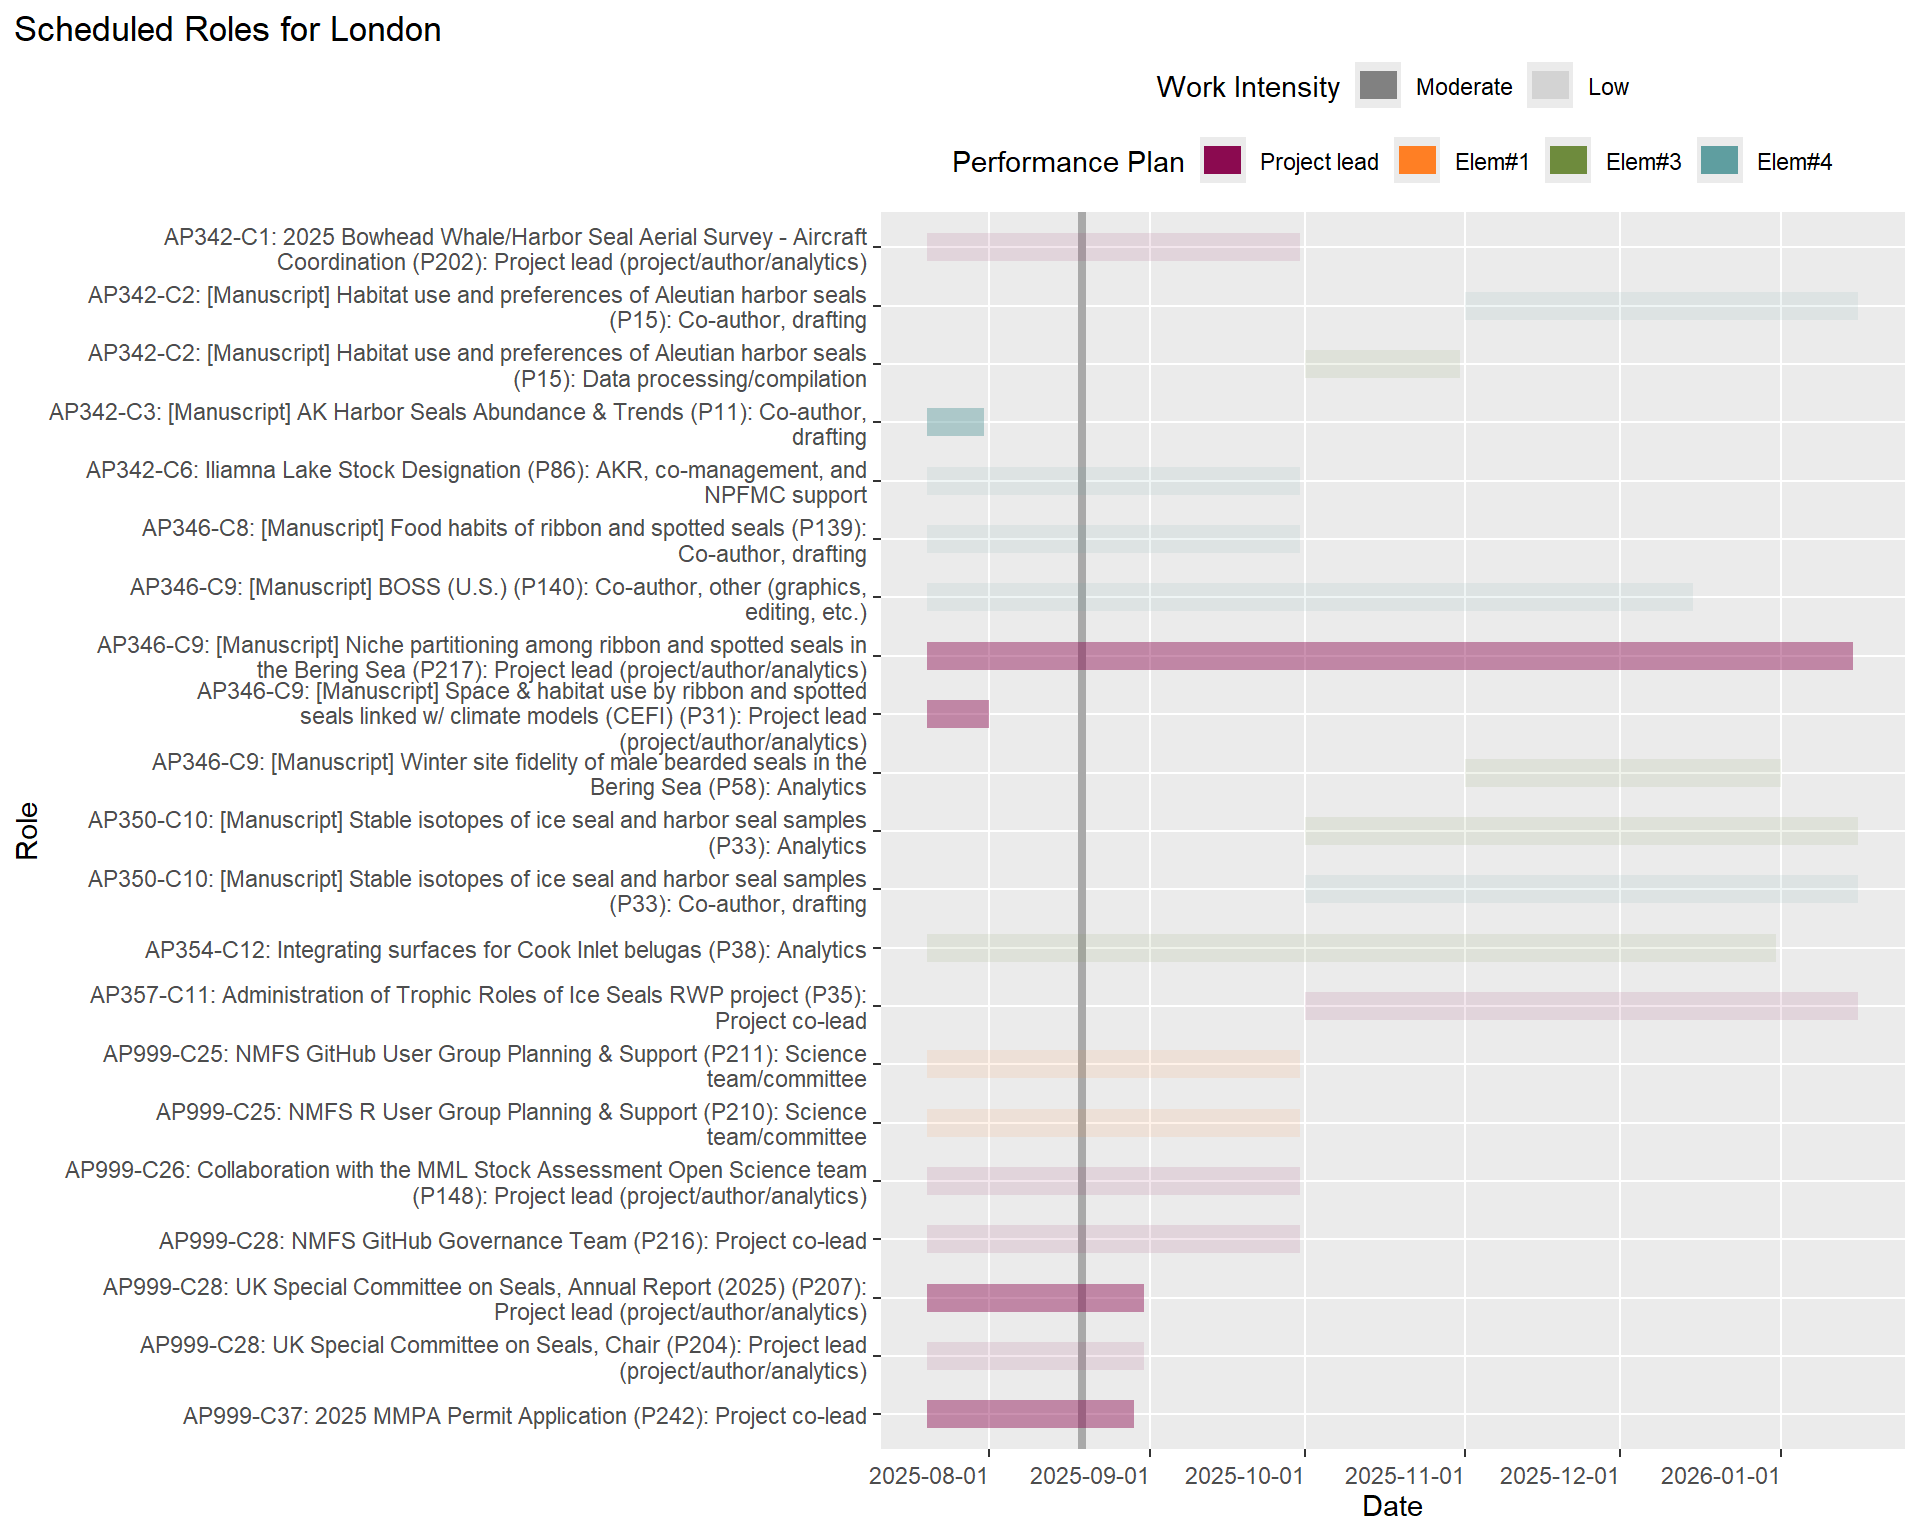 Scheduled Roles for London
Work Intensity Moderate Low
Performance Plan Project lead Elem#1 Elem#3 Elem#4
AP342-C1: 2025 Bowhead Whale/Harbor Seal Aerial Survey - Aircraft
Coordination (P202): Project lead (project/author/analytics)
AP342-C2: [Manuscript] Habitat use and preferences of Aleutian harbor seals
(P15): Co-author, drafting
AP342-C2: [Manuscript] Habitat use and preferences of Aleutian harbor seals
(P15): Data processing/compilation
AP342-C3: [Manuscript] AK Harbor Seals Abundance & Trends (P11): Co-author,
drafting
AP342-C6: Iliamna Lake Stock Designation (P86): AKR, co-management, and
NPFMC support
AP346-C8: [Manuscript] Food habits of ribbon and spotted seals (P139):
Co-author, drafting
AP346-C9: [Manuscript] BOSS (U.S.) (P140): Co-author, other (graphics,
editing, etc.)
AP346-C9: [Manuscript] Niche partitioning among ribbon and spotted seals in
the Bering Sea (P217): Project lead (project/author/analytics)
AP346-C9: [Manuscript] Space & habitat use by ribbon and spotted
seals linked w/ climate models (CEFI) (P31): Project lead
(project/author/analytics)
AP346-C9: [Manuscript] Winter site fidelity of male bearded seals in the
Bering Sea (P58): Analytics
AP350-C10: [Manuscript] Stable isotopes of ice seal and harbor seal samples
(P33): Analytics
AP350-C10: [Manuscript] Stable isotopes of ice seal and harbor seal samples
(P33): Co-author, drafting
AP354-C12: Integrating surfaces for Cook Inlet belugas (P38): Analytics
AP357-C11: Administration of Trophic Roles of Ice Seals RWP project (P35):
Project co-lead
AP999-C25: NMFS GitHub User Group Planning & Support (P211): Science
team/committee
AP999-C25: NMFS R User Group Planning & Support (P210): Science
team/committee
AP999-C26: Collaboration with the MML Stock Assessment Open Science team
(P148): Project lead (project/author/analytics)
AP999-C28: NMFS GitHub Governance Team (P216): Project co-lead
AP999-C28: UK Special Committee on Seals, Annual Report (2025) (P207):
Project lead (project/author/analytics)
AP999-C28: UK Special Committee on Seals, Chair (P204): Project lead
(project/author/analytics)
AP999-C37: 2025 MMPA Permit Application (P242): Project co-lead
Role
2025-08-01 2025-09-01 2025-10-01 2025-11-01 2025-12-01 2026-01-01
Date